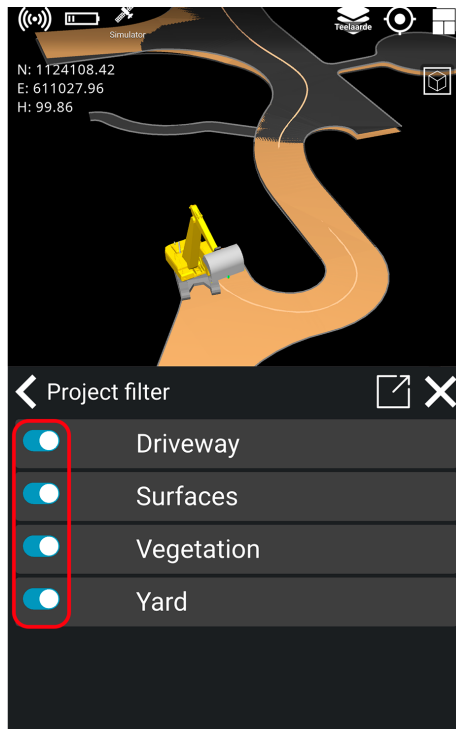 Simulator
Teelaarde
N: 1124108.42
E: 611027.96
H: 99.86
Project filter
Driveway
Surfaces
Vegetation
Yard